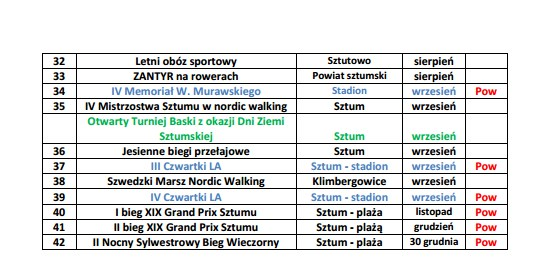 32 Letni obóz sportowy Sztutowo sierpień
33 ZANTYR na rowerach Powiat sztumski sierpień
34 IV Memoriał W. Murawskiego Stadion wrzesień Pow
35 IV Mistrzostwa Sztumu w nordic walking Sztum wrzesień
Otwarty Turniej Baski z okazji Dni Ziemi
Sztumskiej Sztum wrzesień
36 Jesienne biegi przełajowe Sztum wrzesień
37 III Czwartki LA Sztum - stadion wrzesień Pow
38 Szwedzki Marsz Nordic Walking Klimbergowice wrzesień
39 IV Czwartki LA Sztum - stadion wrzesień Pow
40 I bieg XIX Grand Prix Sztumu Sztum - plaża listopad Pow
41 II bieg XIX Grand Prix Sztumu Sztum - plażą grudzień Pow
42 II Nocny Sylwestrowy Bieg Wieczorny Sztum - plaża 30 grudnia Pow